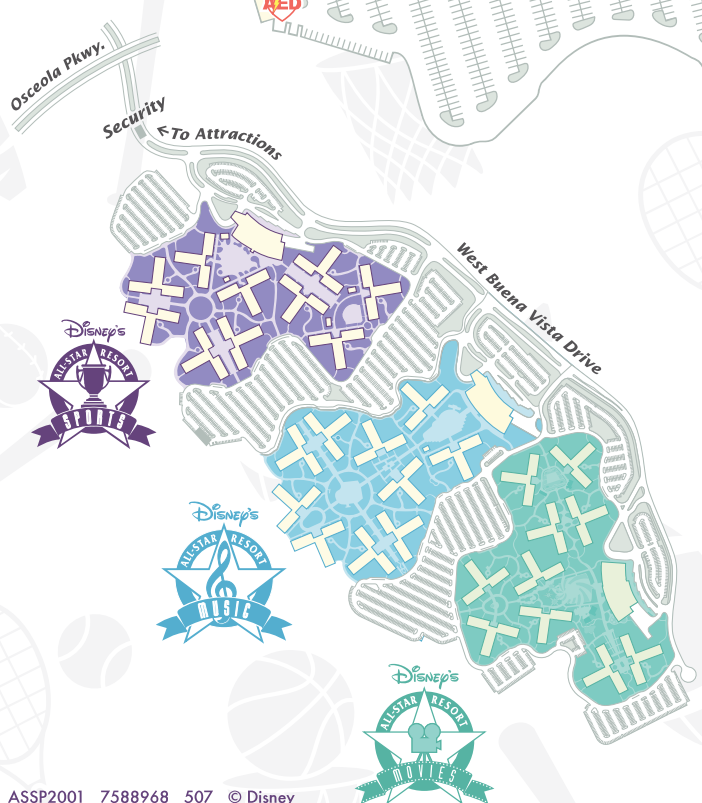 AED
Osceola Pkwy.
Security
To Attractions
West Buena Vista Drive
Disney's
ALL-STAR RESORT
SPORTS
Disney's
ALL-STAR RESORT
MUSIC
Disney's
ALL-STAR RESORT
MOVIES
ASSP2001 7588968 507 © Disney